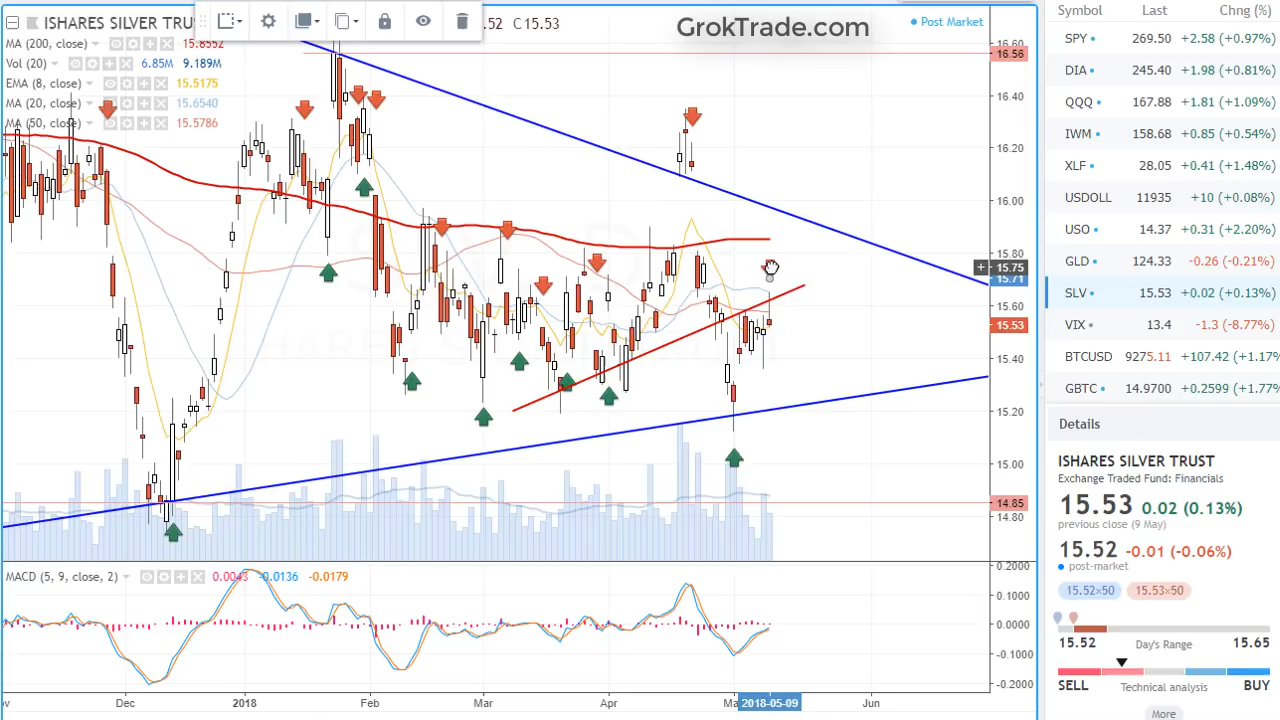 ISHARES SILVER TRUS
.52 C15.53
GrokTrade.com
Post Market
MA (200, close) 15.8552
Vol (20) 6.85M 9.189M
EMA (8, close) 15.5175
MA (20, close) 15.6540
MA (50, close) 15.5786
16.60
16.56
16.40
16.20
16.00
15.80
+ 15.75
15.71
15.60
15.53
15.40
15.20
15.00
14.85
14.80
MACD (5, 9, close, 2) 0.0043 -0.0136 -0.0179
0.2000
0.1000
0.0000
-0.1000
-0.2000
Dec 2018 Feb Mar Apr Ma 2018-05-09 Jun
Symbol Last Chng (%)
SPY 269.50 +2.58 (+0.97%)
DIA 245.40 +1.98 (+0.81%)
QQQ 167.88 +1.81 (+1.09%)
IWM 158.68 +0.85 (+0.54%)
XLF 28.05 +0.41 (+1.48%)
USDOLL 11935 +10 (+0.08%)
USO 14.37 +0.31 (+2.20%)
GLD 124.33 -0.26 (-0.21%)
SLV 15.53 +0.02 (+0.13%)
VIX 13.4 -1.3 (-8.77%)
BTCUSD 9275.11 +107.42 (+1.17%
GBTC 14.9700 +0.2599 (+1.77%
Details
ISHARES SILVER TRUST
Exchange Traded Fund: Financials
15.53 0.02 (0.13%)
previous close (9 May)
15.52 -0.01 (-0.06%)
post-market
15.52×50 15.53×50
15.52 Day's Range 15.65
SELL Technical analysis BUY
More